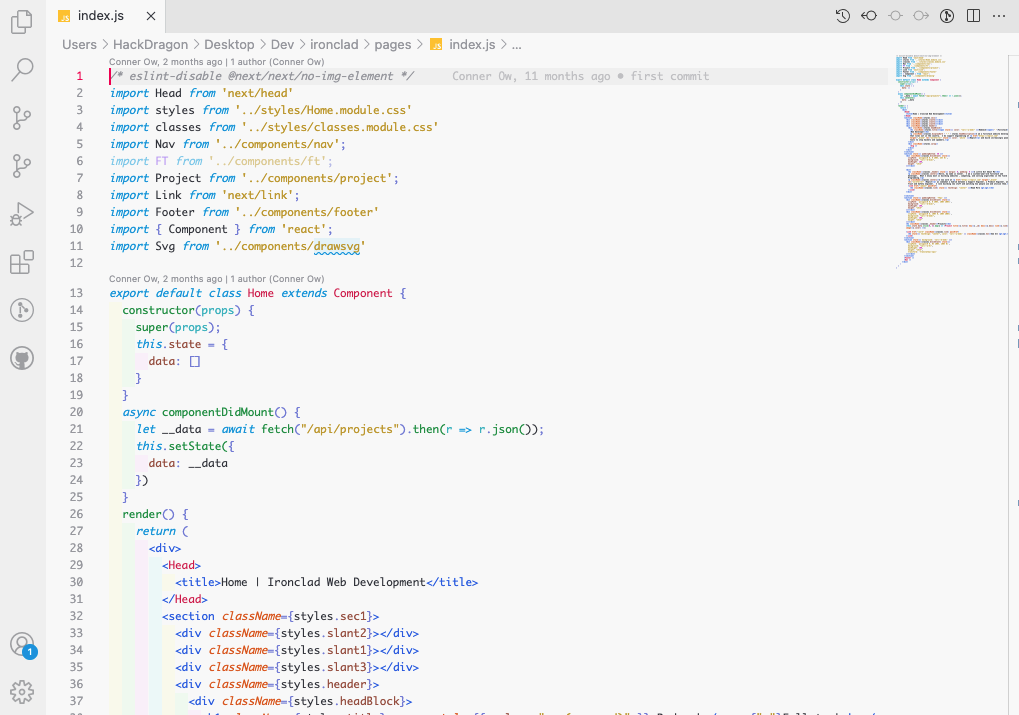 index.js
Users > HackDragon > Desktop > Dev > ironclad > pages > index.js > ...
Conner Ow, 2 months ago | 1 author (Conner Ow)
1 /* eslint-disable @next/next/no-img-element */ Conner Ow, 11 months ago • first commit
2 import Head from 'next/head'
3 import styles from '../styles/Home.module.css'
4 import classes from '../styles/classes.module.css'
5 import Nav from '../components/nav';
6 import FT from '../components/ft';
7 import Project from '../components/project';
8 import Link from 'next/link';
9 import Footer from '../components/footer'
10 import { Component } from 'react';
11 import Svg from '../components/drawsvg'
12
Conner Ow, 2 months ago | 1 author (Conner Ow)
13 export default class Home extends Component {
14 constructor(props) {
15 super(props);
16 this.state = {
17 data: []
18 }
19 }
20 async componentDidMount() {
21 let __data = await fetch("/api/projects").then(r => r.json());
22 this.setState({
23 data: __data
24 })
25 }
26 render() {
27 return (
28 <div>
29 <Head>
30 <title>Home | Ironclad Web Development</title>
31 </Head>
32 <section className={styles.sec1}>
33 <div className={styles.slant2}></div>
34 <div className={styles.slant1}></div>
35 <div className={styles.slant3}></div>
36 <div className={styles.header}>
37 <div className={styles.headBlock}>
1